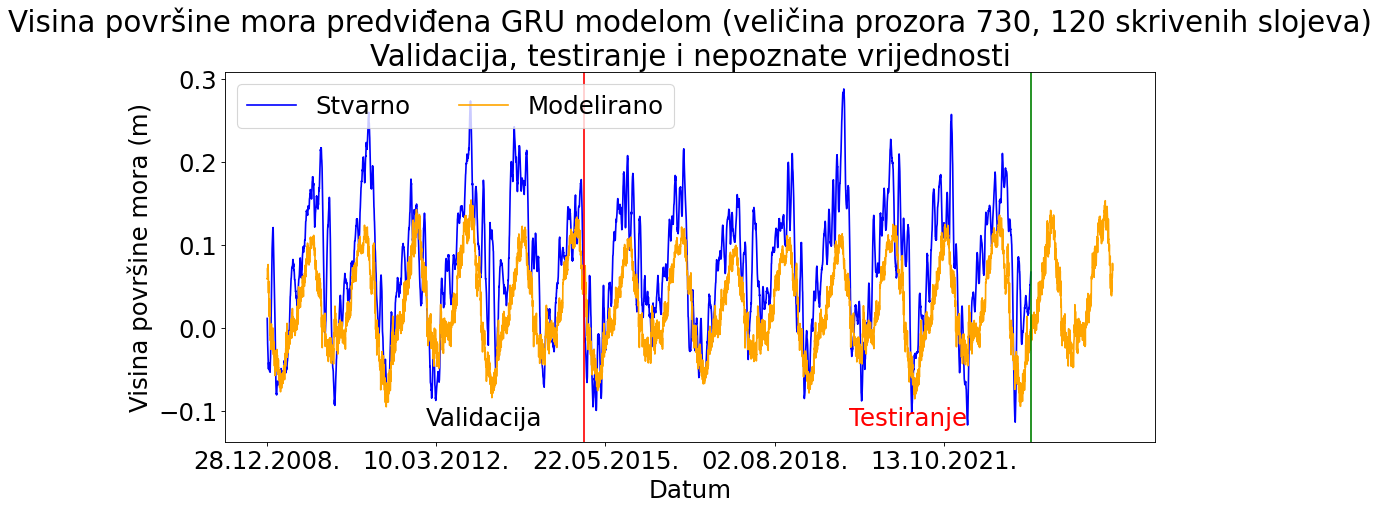 Visina površine mora predviđena GRU modelom (veličina prozora 730, 120 skrivenih slojeva)
Validacija, testiranje i nepoznate vrijednosti
Stvarno
Modelirano
Visina površine mora (m)
0.3
0.2
0.1
0.0
−0.1
Validacija
Testiranje
28.12.2008.
10.03.2012.
22.05.2015.
02.08.2018.
13.10.2021.
Datum